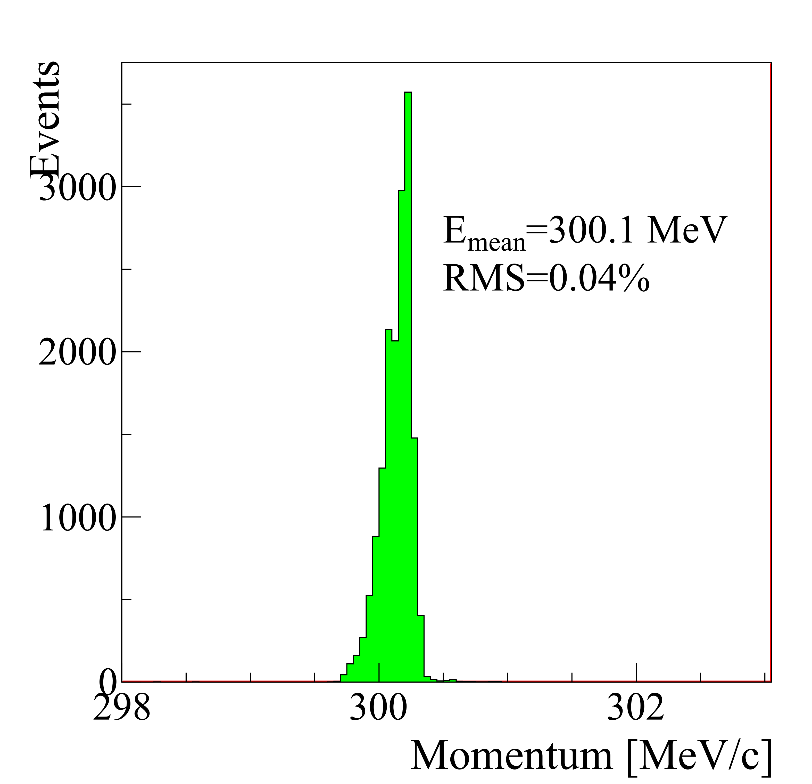 Events
3000
2000
1000
0
E_mean=300.1 MeV
RMS=0.04%
298 300 302
Momentum [MeV/c]